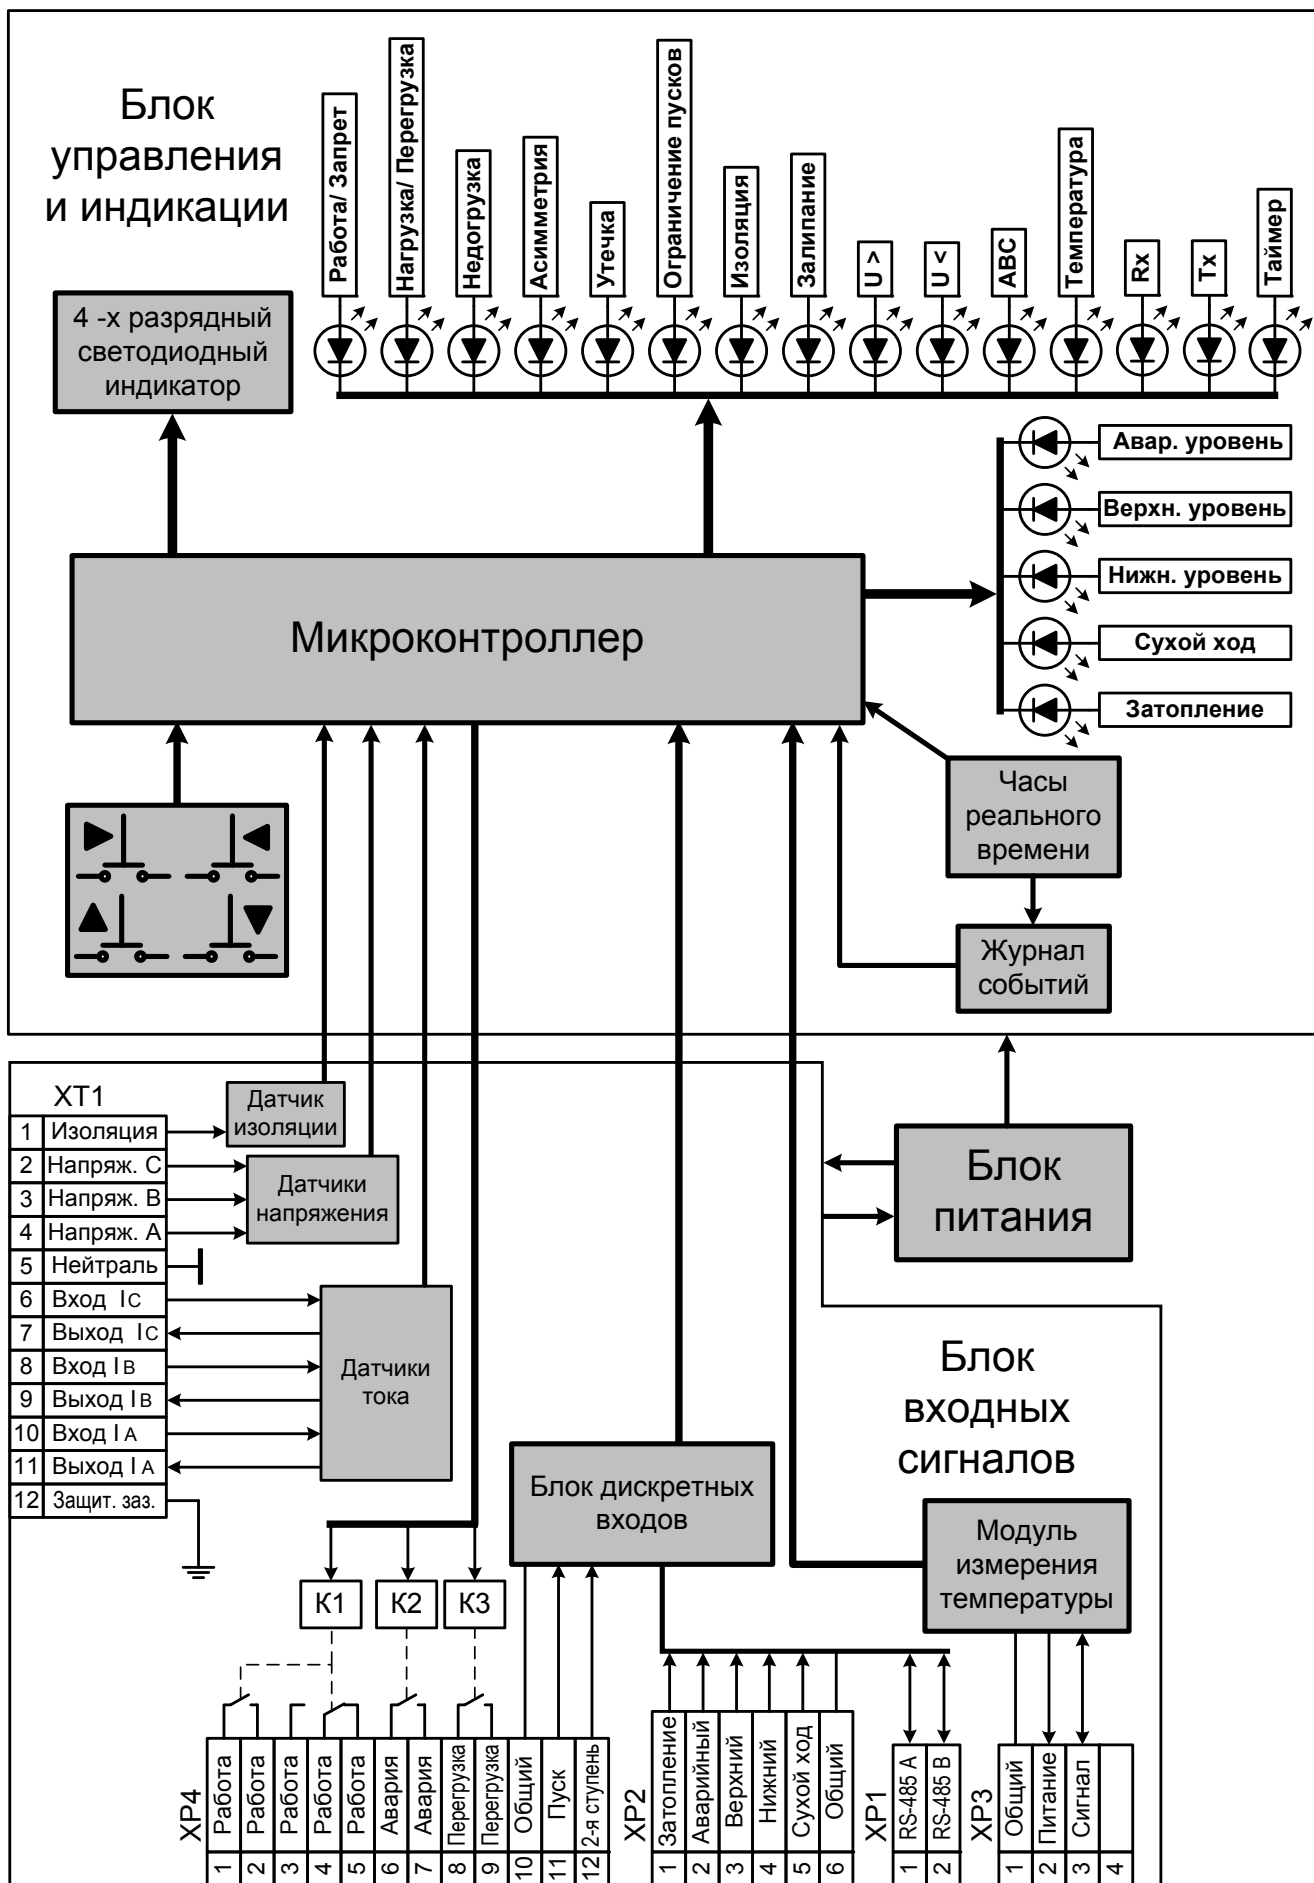 Блок
управления
и индикации
Работа/ Запрет
Нагрузка/ Перегрузка
Недогрузка
Асимметрия
Утечка
Ограничение пусков
Изоляция
Залипание
U >
U <
ABC
Температура
Rx
Tx
Таймер
4 -х разрядный
светодиодный
индикатор
Авар. уровень
Верхн. уровень
Нижн. уровень
Сухой ход
Затопление
Микроконтроллер
Часы
реального
времени
Журнал
событий
XT1
1 Изоляция
2 Напряж. С
3 Напряж. В
4 Напряж. А
5 Нейтраль
6 Вход IC
7 Выход IC
8 Вход IB
9 Выход IB
10 Вход IA
11 Выход IA
12 Защит. заз.
Датчик
изоляции
Датчики
напряжения
Датчики
тока
Блок
питания
Блок
входных
сигналов
Блок дискретных
входов
Модуль
измерения
температуры
К1
К2
К3
XP4
1 Работа
2 Работа
3 Работа
4 Работа
5 Работа
6 Авария
7 Авария
8 Перегрузка
9 Перегрузка
10 Общий
11 Пуск
12 2-я ступень
XP2
1 Затопление
2 Аварийный
3 Верхний
4 Нижний
5 Сухой ход
6 Общий
XP1
1 RS-485 A
2 RS-485 B
XP3
1 Общий
2 Питание
3 Сигнал
4